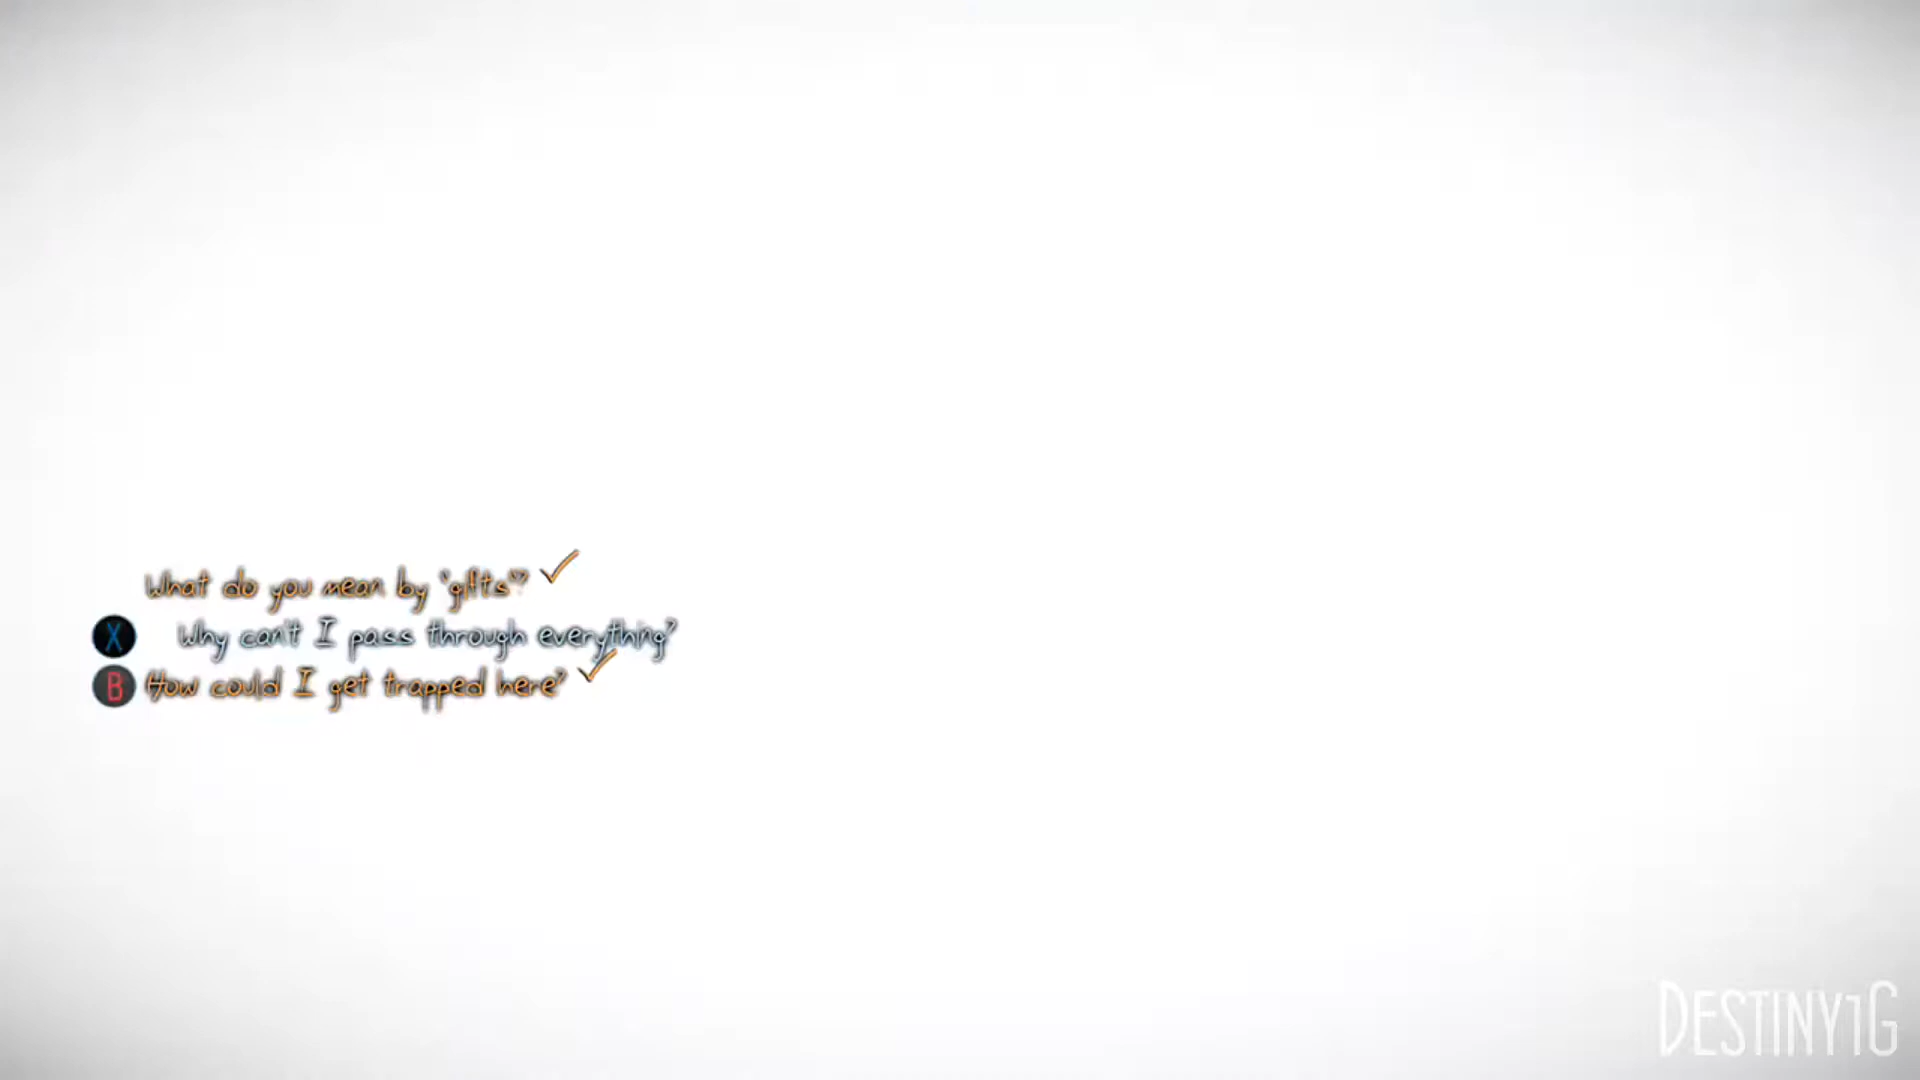 What do you mean by 'gifts'?
X Why can't I pass through everything?
B How could I get trapped here?
DESTINY1G